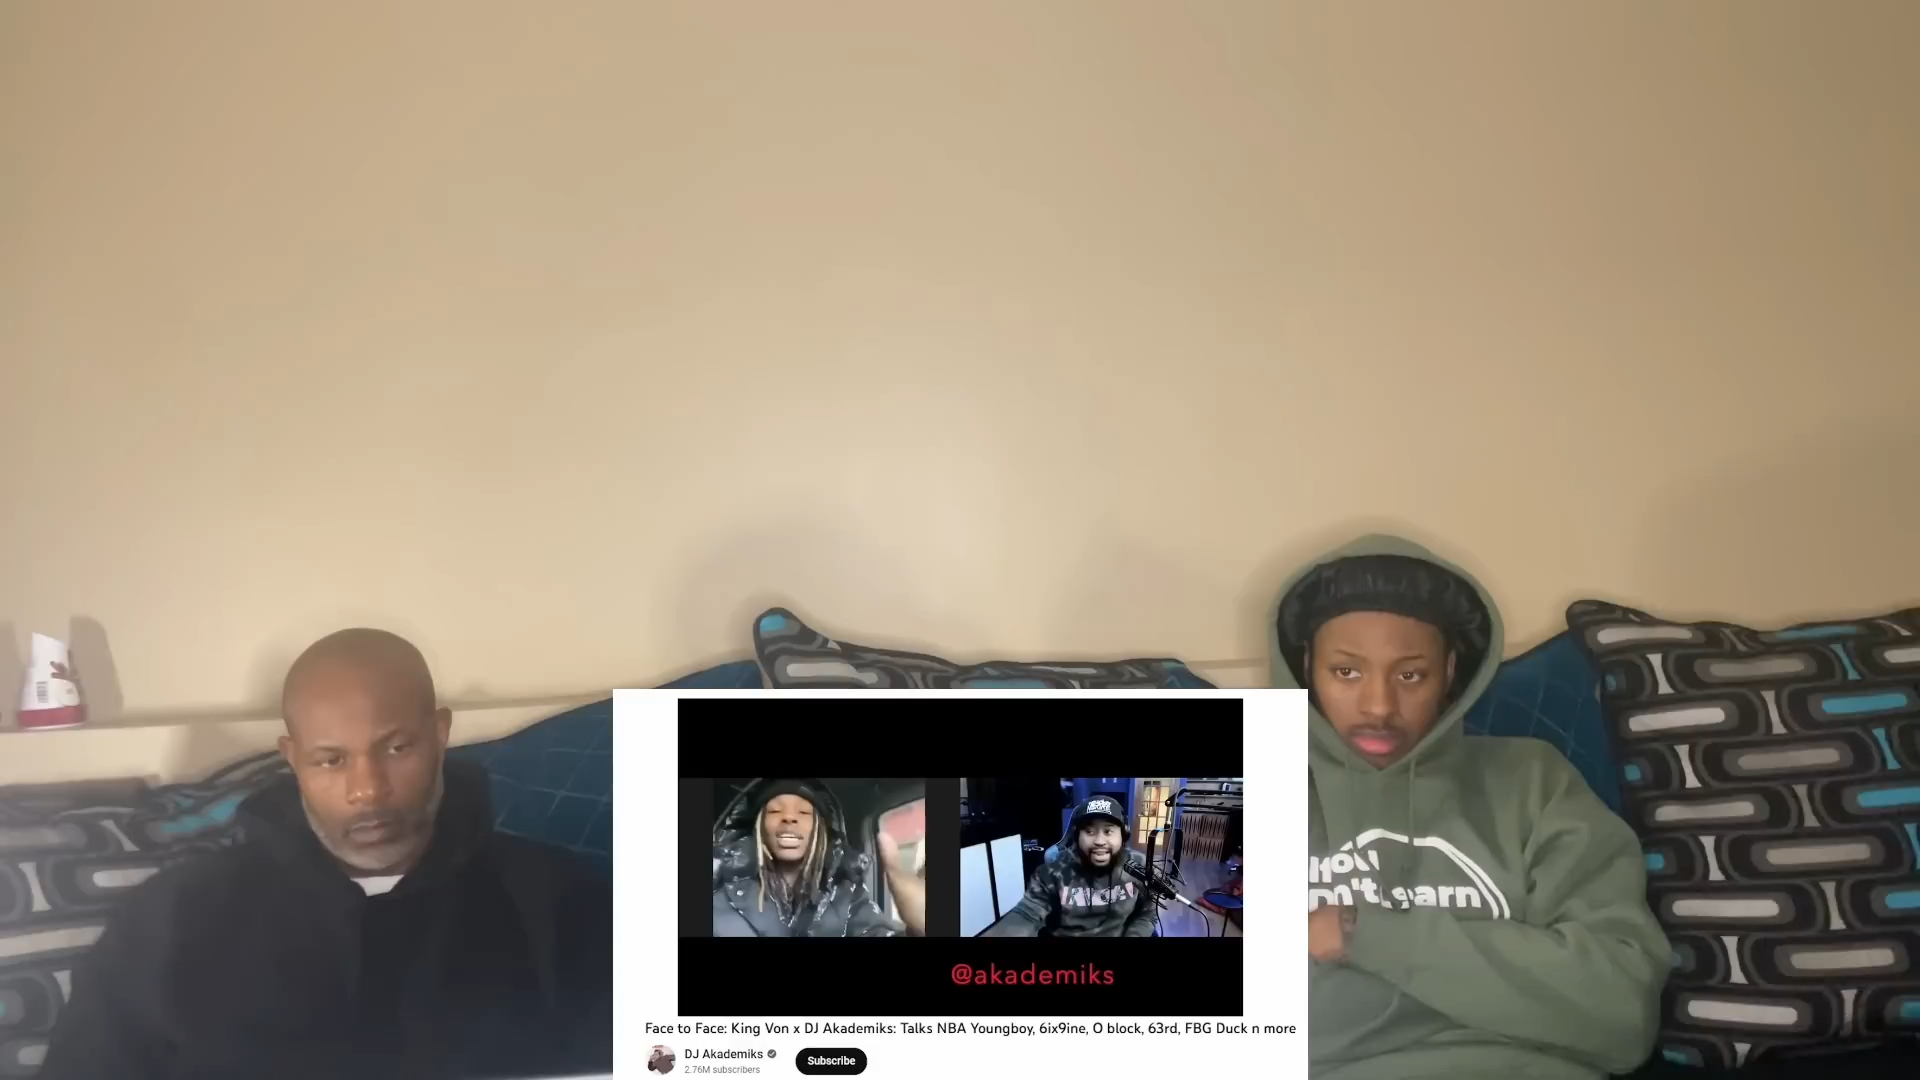 @akademiks
Face to Face: King Von x DJ Akademiks: Talks NBA Youngboy, 6ix9ine, O block, 63rd, FBG Duck n more
DJ Akademiks
2.76M subscribers
Subscribe